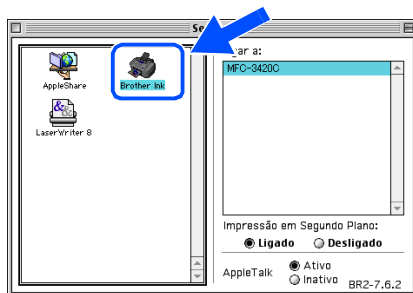 Se
gar a:
AppleShare
Brother Ink
MFC-3420C
LaserWriter 8
Impressão em Segundo Plano:
Ligado
Desligado
AppleTalk
Ativo
Inativo
BR2-7.6.2